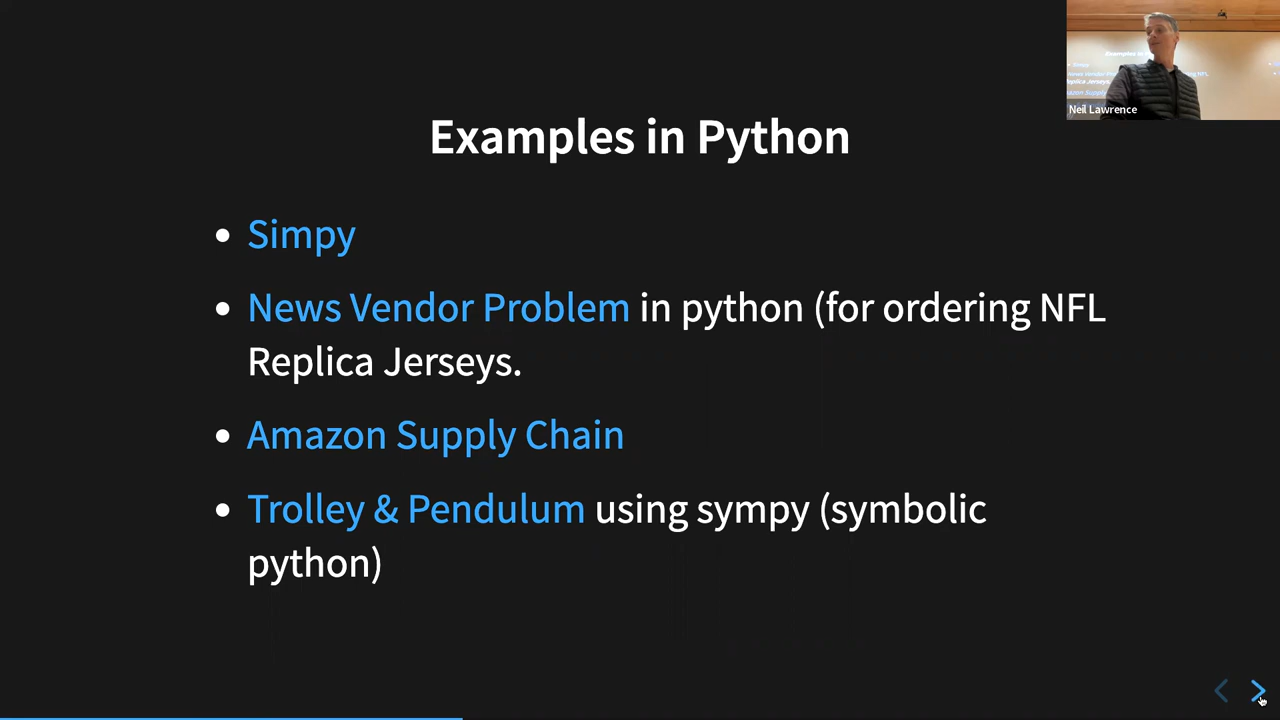 Examples in Python
Simpy
News Vendor Problem in python (for ordering NFL
Replica Jerseys.
Amazon Supply Chain
Trolley & Pendulum using sympy (symbolic
python)
Neil Lawrence